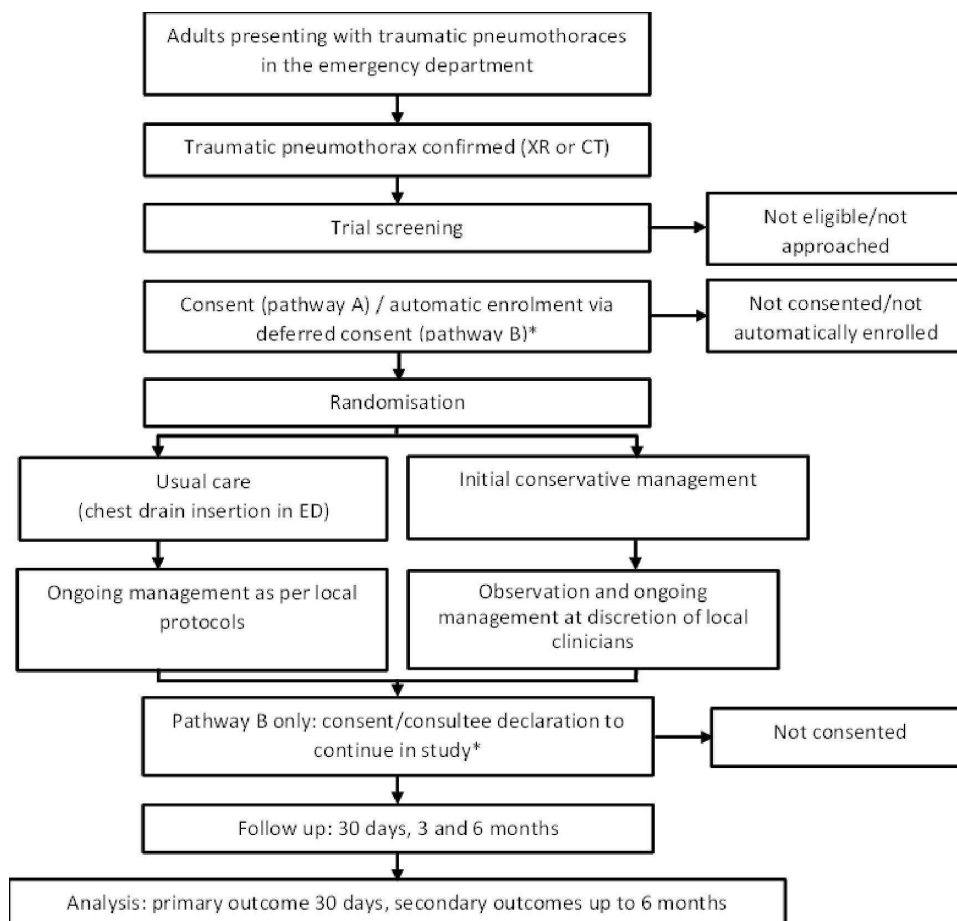 Adults presenting with traumatic pneumothoraces
in the emergency department
Traumatic pneumothorax confirmed (XR or CT)
Trial screening
Not eligible/not
approached
Consent (pathway A) / automatic enrolment via
deferred consent (pathway B)*
Not consented/not
automatically enrolled
Randomisation
Usual care
(chest drain insertion in ED)
Initial conservative management
Ongoing management as per local
protocols
Observation and ongoing
management at discretion of local
clinicians
Pathway B only: consent/consultee declaration to
continue in study*
Not consented
Follow up: 30 days, 3 and 6 months
Analysis: primary outcome 30 days, secondary outcomes up to 6 months